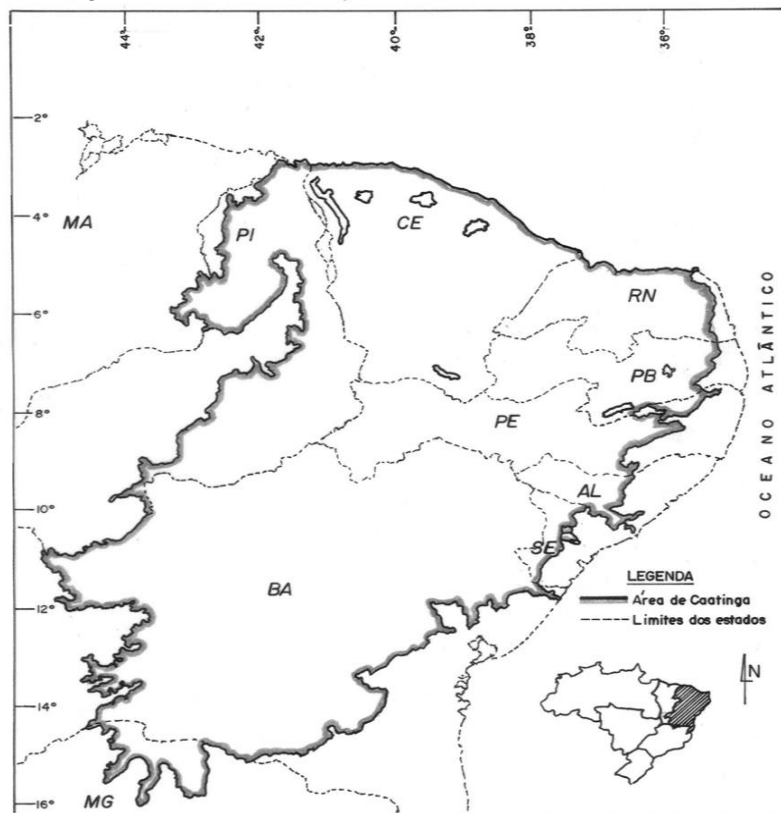 44°
42°
40°
38°
36°
2°
4°
6°
8°
10°
12°
14°
16°
MA
PI
CE
RN
PB
PE
AL
SE
BA
MG
OCEANO ATLÂNTICO
LEGENDA
Área de Caatinga
Limites dos estados
N